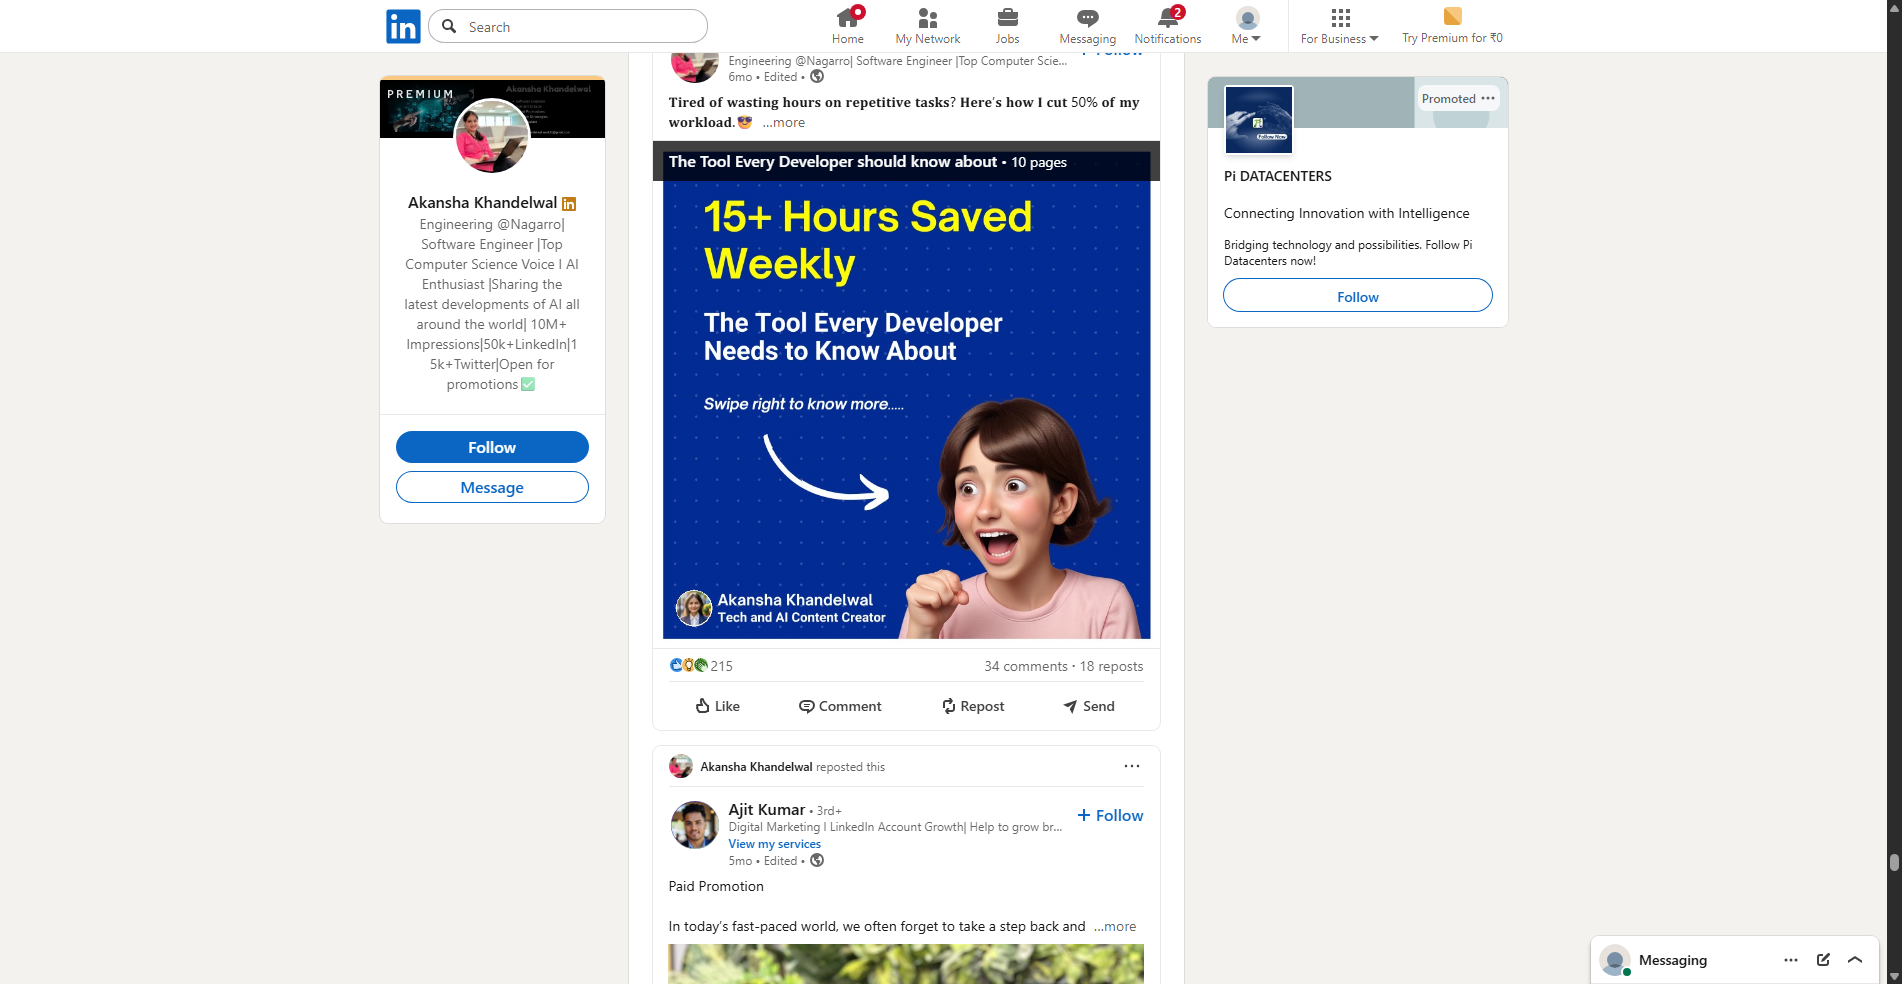 in
Search
Home
My Network
Jobs
Messaging
2
Notifications
Me
For Business
Try Premium for ₹0
PREMIUM
Akansha Khandelwal
Akansha Khandelwal in
Engineering @Nagarro|
Software Engineer |Top
Computer Science Voice I AI
Enthusiast |Sharing the
latest developments of AI all
around the world| 10M+
Impressions|50k+LinkedIn|1
5k+Twitter|Open for
promotions✅
Follow
Message
Engineering @Nagarro| Software Engineer |Top Computer Scie...
+ Follow
6mo • Edited •
Tired of wasting hours on repetitive tasks? Here's how I cut 50% of my
workload.😎 ...more
The Tool Every Developer should know about • 10 pages
15+ Hours Saved
Weekly
The Tool Every Developer
Needs to Know About
Swipe right to know more.....
Akansha Khandelwal
Tech and AI Content Creator
215
34 comments • 18 reposts
Like
Comment
Repost
Send
Akansha Khandelwal reposted this
Ajit Kumar • 3rd+
+ Follow
Digital Marketing I LinkedIn Account Growth| Help to grow br...
View my services
5mo • Edited •
Paid Promotion
In today's fast-paced world, we often forget to take a step back and ...more
Promoted
Follow Now
Pi DATACENTERS
Connecting Innovation with Intelligence
Bridging technology and possibilities. Follow Pi
Datacenters now!
Follow
Messaging